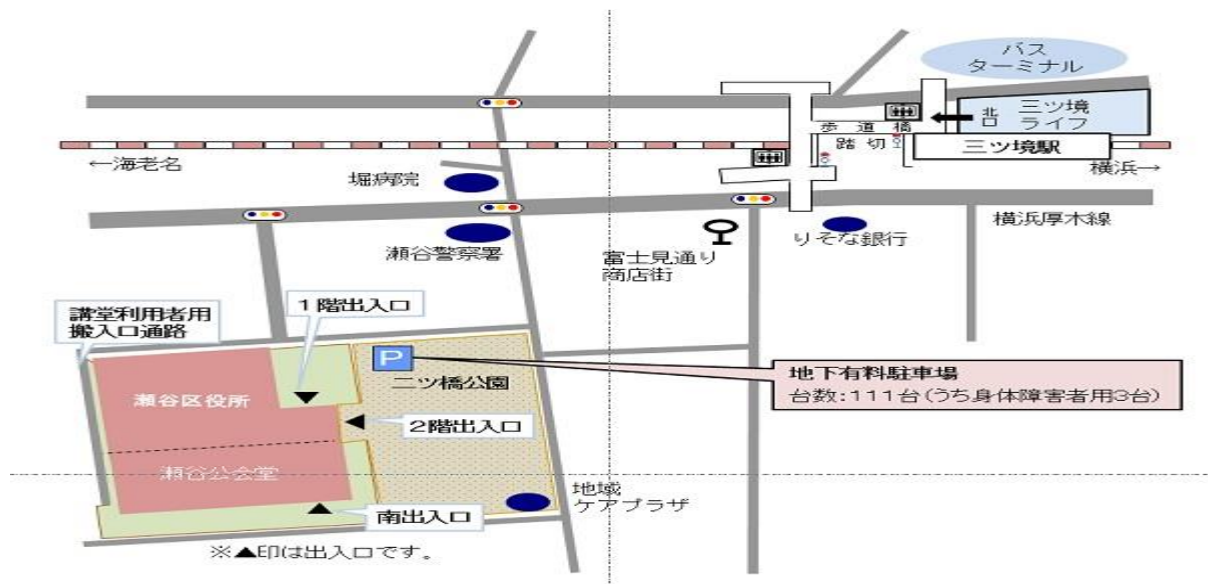 バス
ターミナル
北口
三ツ境
ライフ
歩道橋
踏切
三ツ境駅
←海老名
横浜→
堀病院
横浜厚木線
瀬谷警察署
富士見通り
商店街
りそな銀行
講堂利用者用
搬入口通路
1階出入口
P
二ツ橋公園
地下有料駐車場
台数:111台(うち身体障害者用3台)
瀬谷区役所
2階出入口
瀬谷公会堂
地域
ケアプラザ
南出入口
※▲印は出入口です。